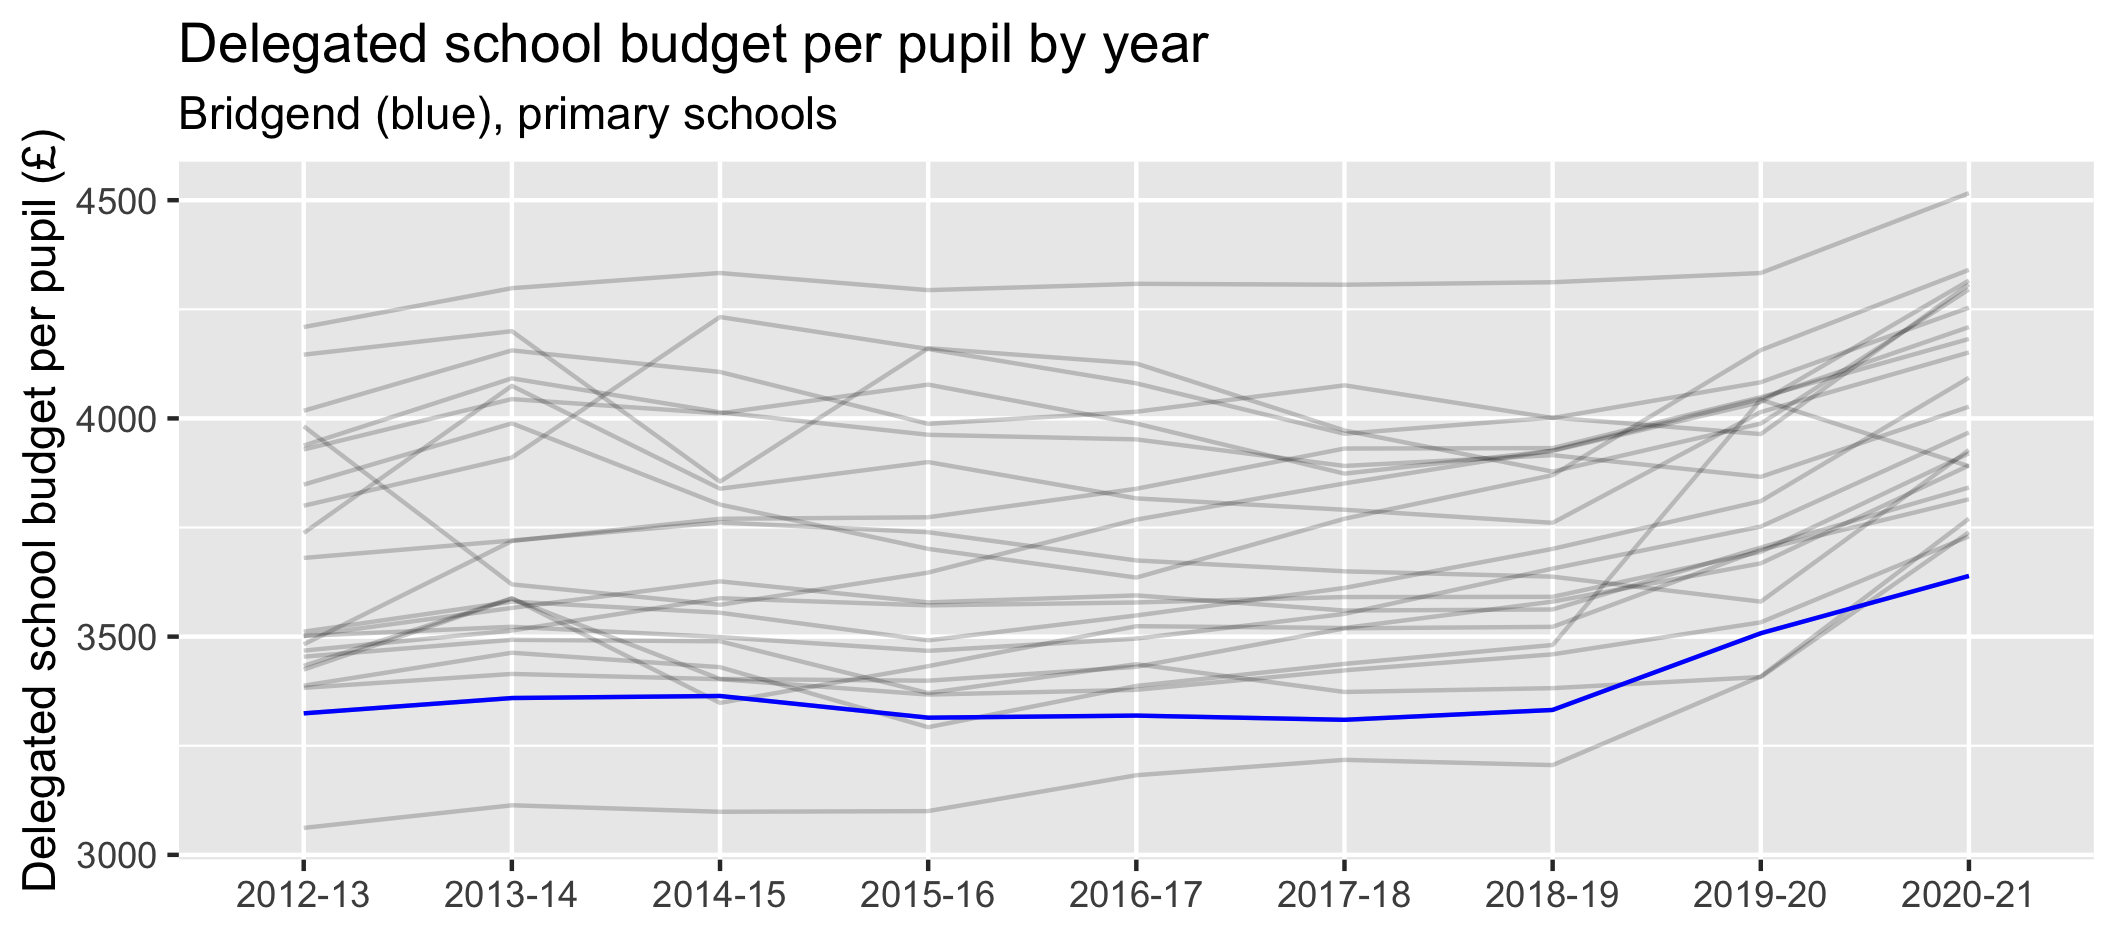 Delegated school budget per pupil by year
Bridgend (blue), primary schools
Delegated school budget per pupil (£)
4500
4000
3500
3000
2012-13 2013-14 2014-15 2015-16 2016-17 2017-18 2018-19 2019-20 2020-21